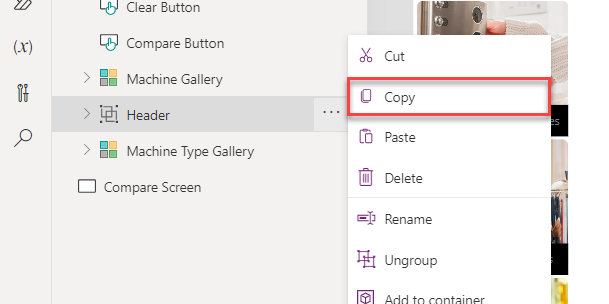 Clear Button
Compare Button
Machine Gallery
Header
Machine Type Gallery
Compare Screen
(x)
...
Cut
Copy
Paste
Delete
Rename
Ungroup
Add to container
es